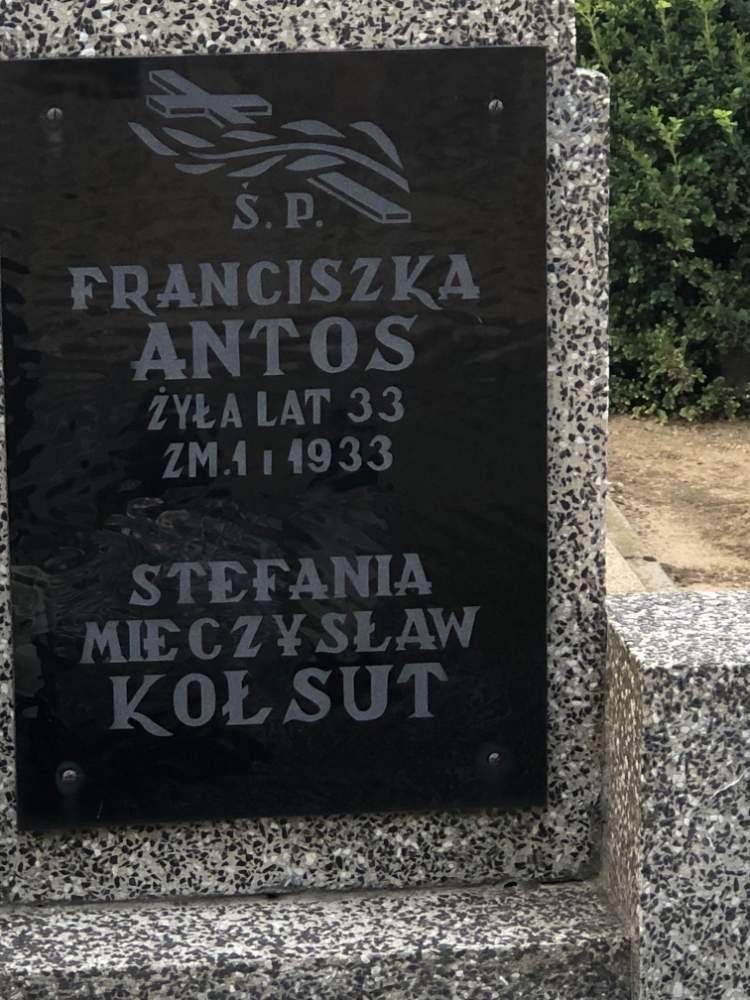 Ś.P.
FRANCISZKA
ANTOS
ŻYŁA LAT 33
ZM.1 I 1933
STEFANIA
MIECZYSŁAW
KOŁSUT